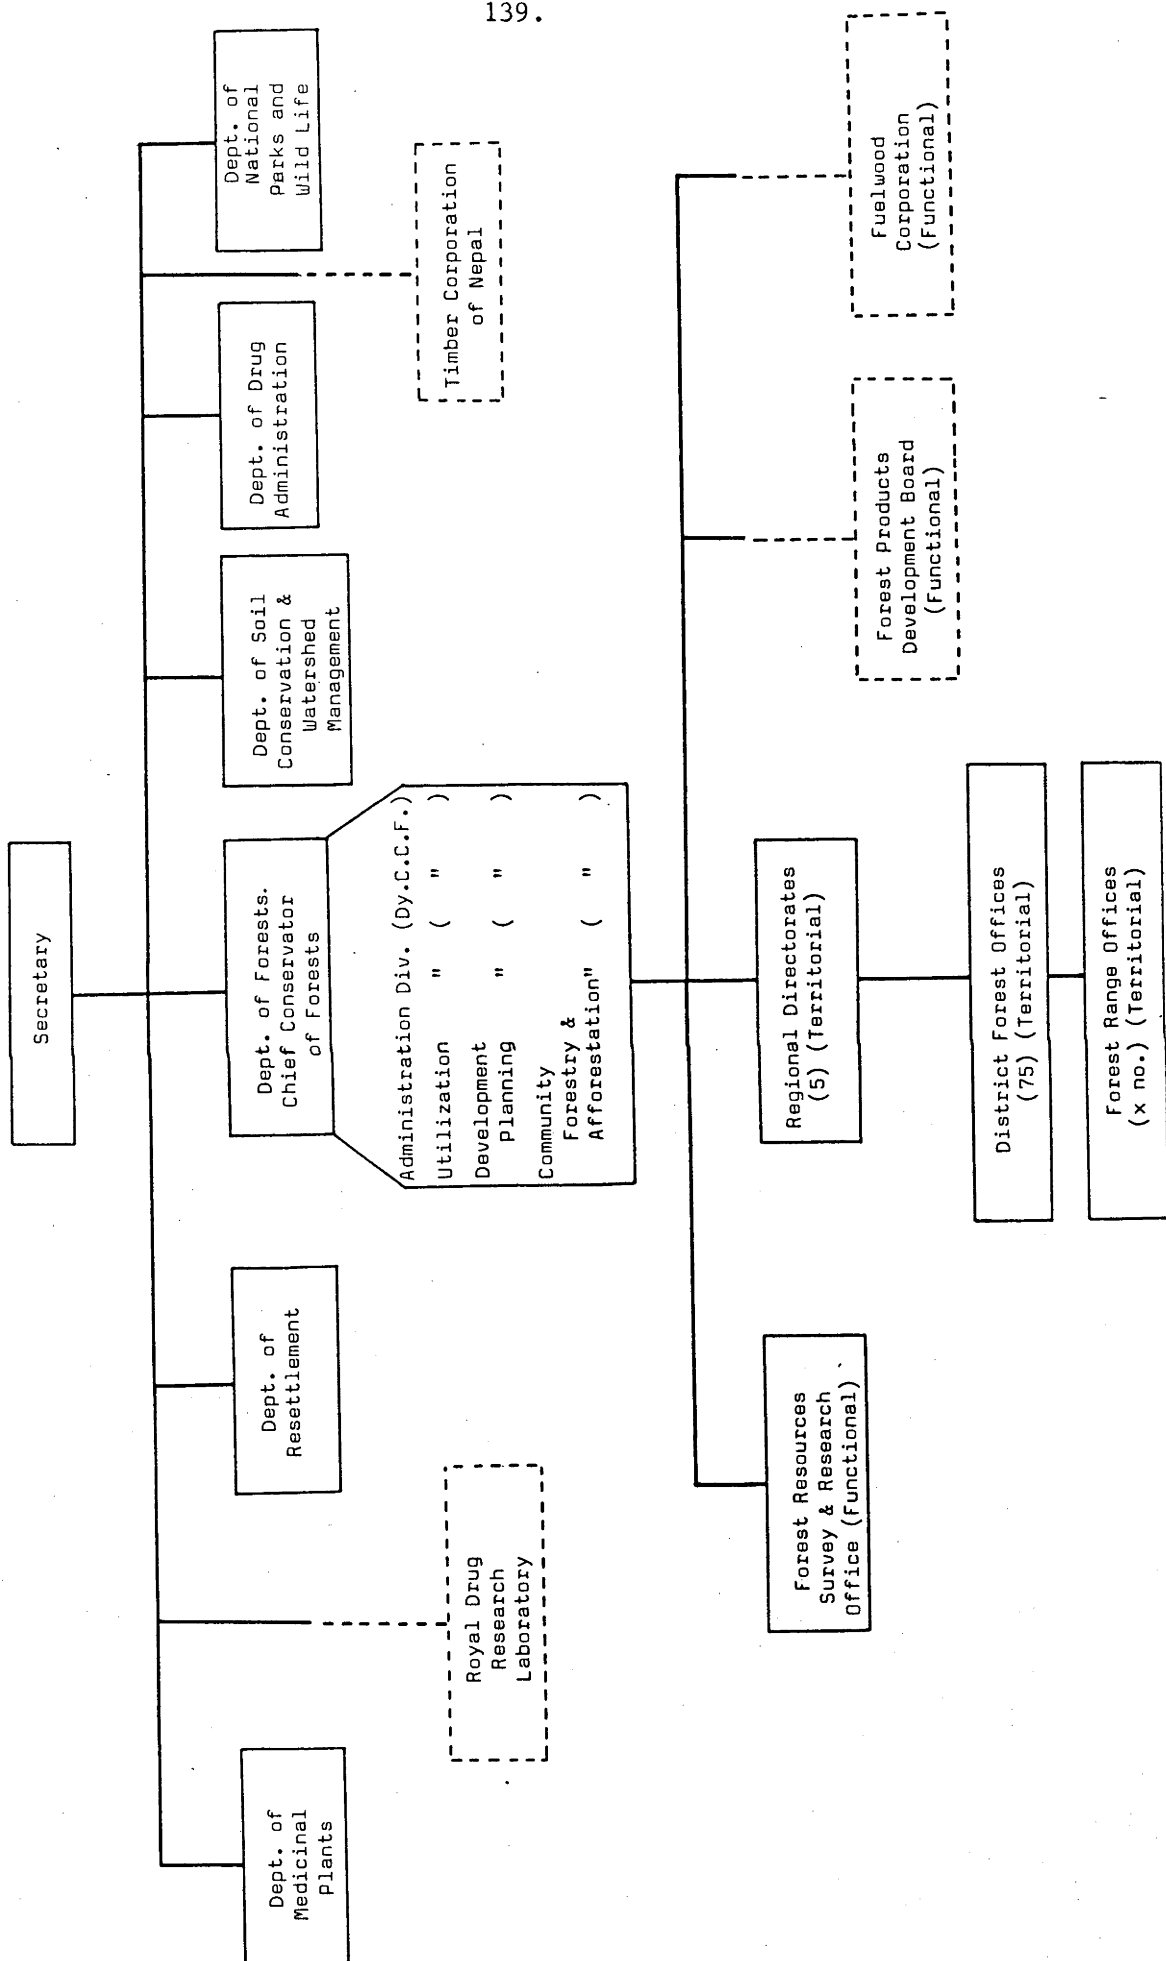 139.
Secretary
Dept. of
Medicinal
Plants
Royal Drug
Research
Laboratory
Dept. of
Resettlement
Dept. of Forests.
Chief Conservator
of Forests
Administration Div. (Dy.C.C.F.)
Utilization " ( " )
Development
Planning " ( " )
Community
Forestry &
Afforestation" ( " )
Dept. of Soil
Conservation &
Watershed
Management
Dept. of Drug
Administration
Timber Corporation
of Nepal
Dept. of
National
Parks and
Wild Life
Forest Resources
Survey & Research
Office (Functional)
Regional Directorates
(5) (Territorial)
District Forest Offices
(75) (Territorial)
Forest Range Offices
(x no.) (Territorial)
Forest Products
Development Board
(Functional)
Fuelwood
Corporation
(Functional)